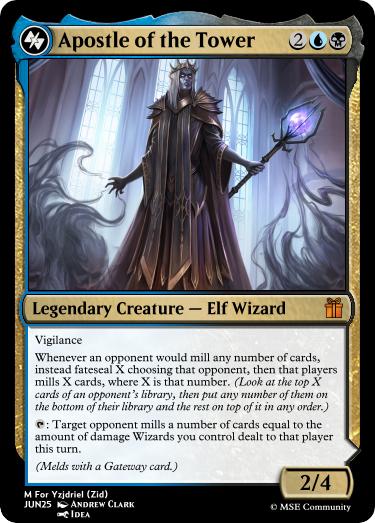 Apostle of the Tower 2
Legendary Creature — Elf Wizard
Vigilance
Whenever an opponent would mill any number of cards,
instead fateseal X choosing that opponent, then that players
mills X cards, where X is that number. (Look at the top X
cards of an opponent's library, then put any number of them on
the bottom of their library and the rest on top of it in any order.)
: Target opponent mills a number of cards equal to the
amount of damage Wizards you control dealt to that player
this turn.
(Melds with a Gateway card.)
2/4
M For Yzjdriel (Zid)
JUN25 Andrew Clark
Idea
© MSE Community